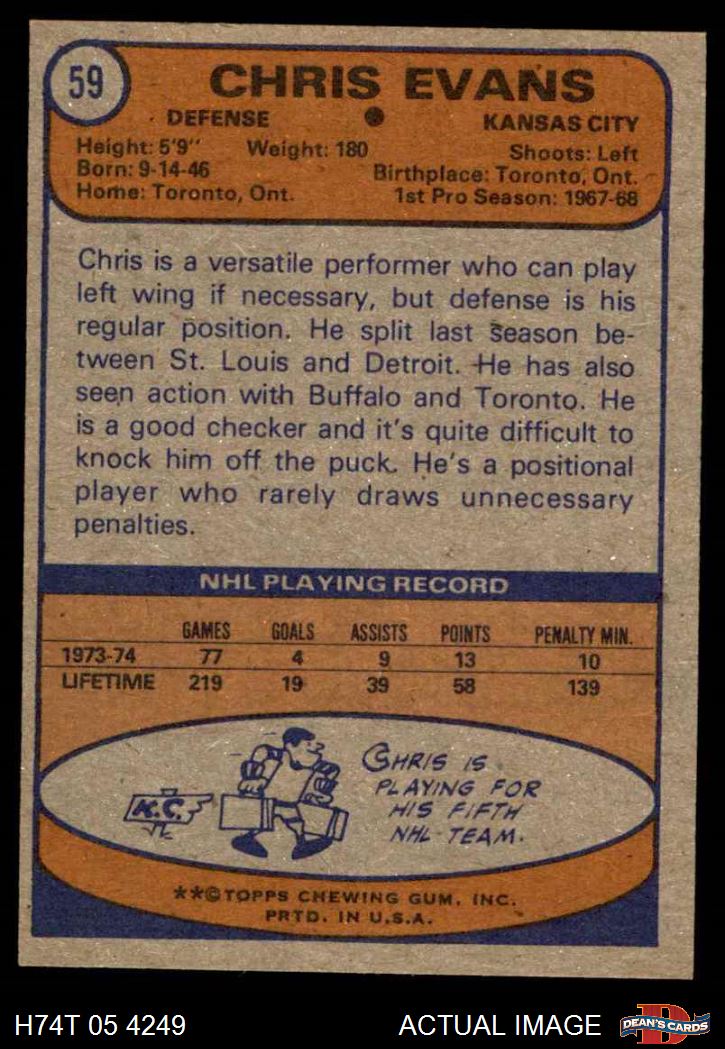 59
CHRIS EVANS
DEFENSE
KANSAS CITY
Height: 5'9" Weight: 180 Shoots: Left
Born: 9-14-46 Birthplace: Toronto, Ont.
Home: Toronto, Ont. 1st Pro Season: 1967-68
Chris is a versatile performer who can play
left wing if necessary, but defense is his
regular position. He split last season be-
tween St. Louis and Detroit. He has also
seen action with Buffalo and Toronto. He
is a good checker and it's quite difficult to
knock him off the puck. He's a positional
player who rarely draws unnecessary
penalties.
NHL PLAYING RECORD
GAMES GOALS ASSISTS POINTS PENALTY MIN.
1973-74 77 4 9 13 10
LIFETIME 219 19 39 58 139
K.C.
CHRIS IS
PLAYING FOR
HIS FIFTH
NHL TEAM.
**©TOPPS CHEWING GUM, INC.
PRTD. IN U.S.A.
H74T 05 4249 ACTUAL IMAGE
D
DEAN'S CARDS